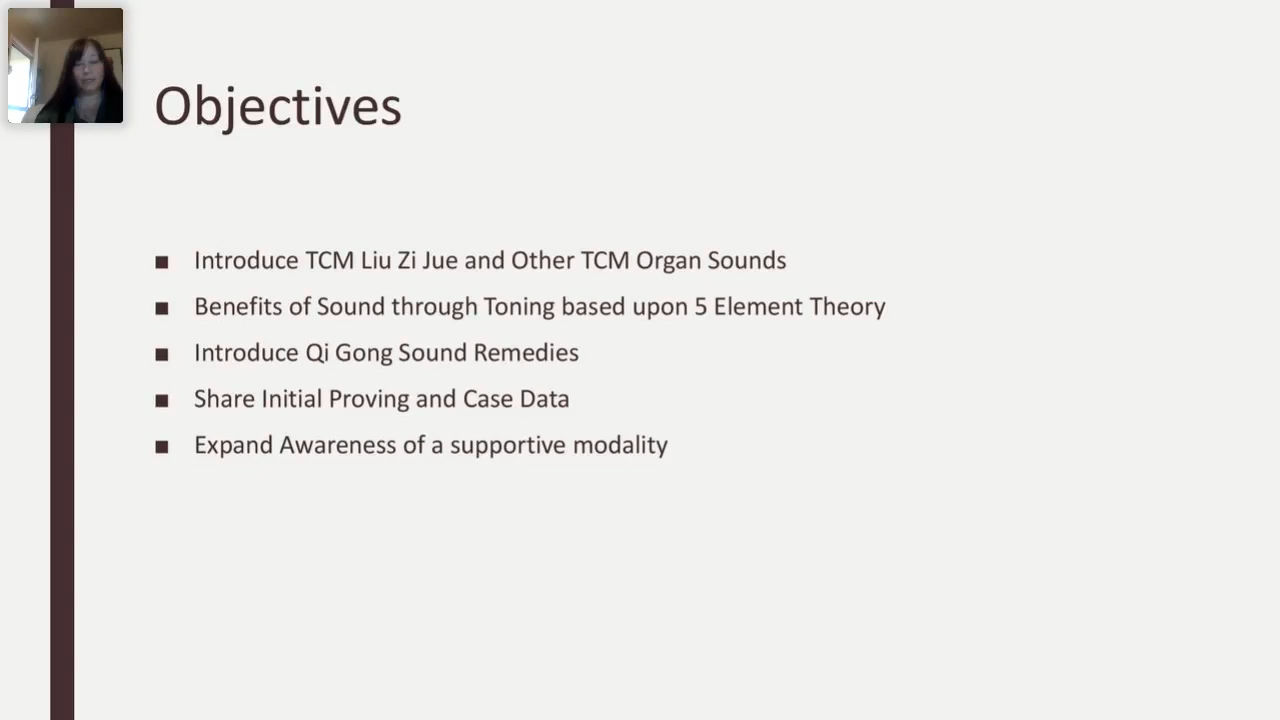 Objectives
■ Introduce TCM Liu Zi Jue and Other TCM Organ Sounds
■ Benefits of Sound through Toning based upon 5 Element Theory
■ Introduce Qi Gong Sound Remedies
■ Share Initial Proving and Case Data
■ Expand Awareness of a supportive modality